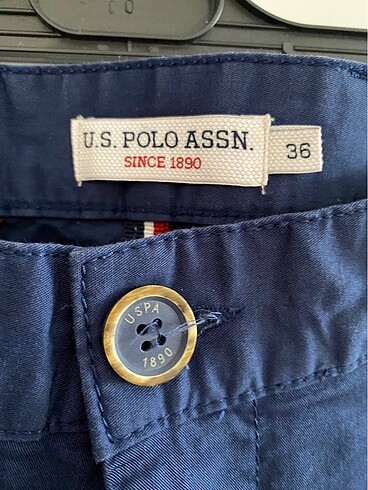 U.S. POLO ASSN.
SINCE 1890
36
USPA
1890